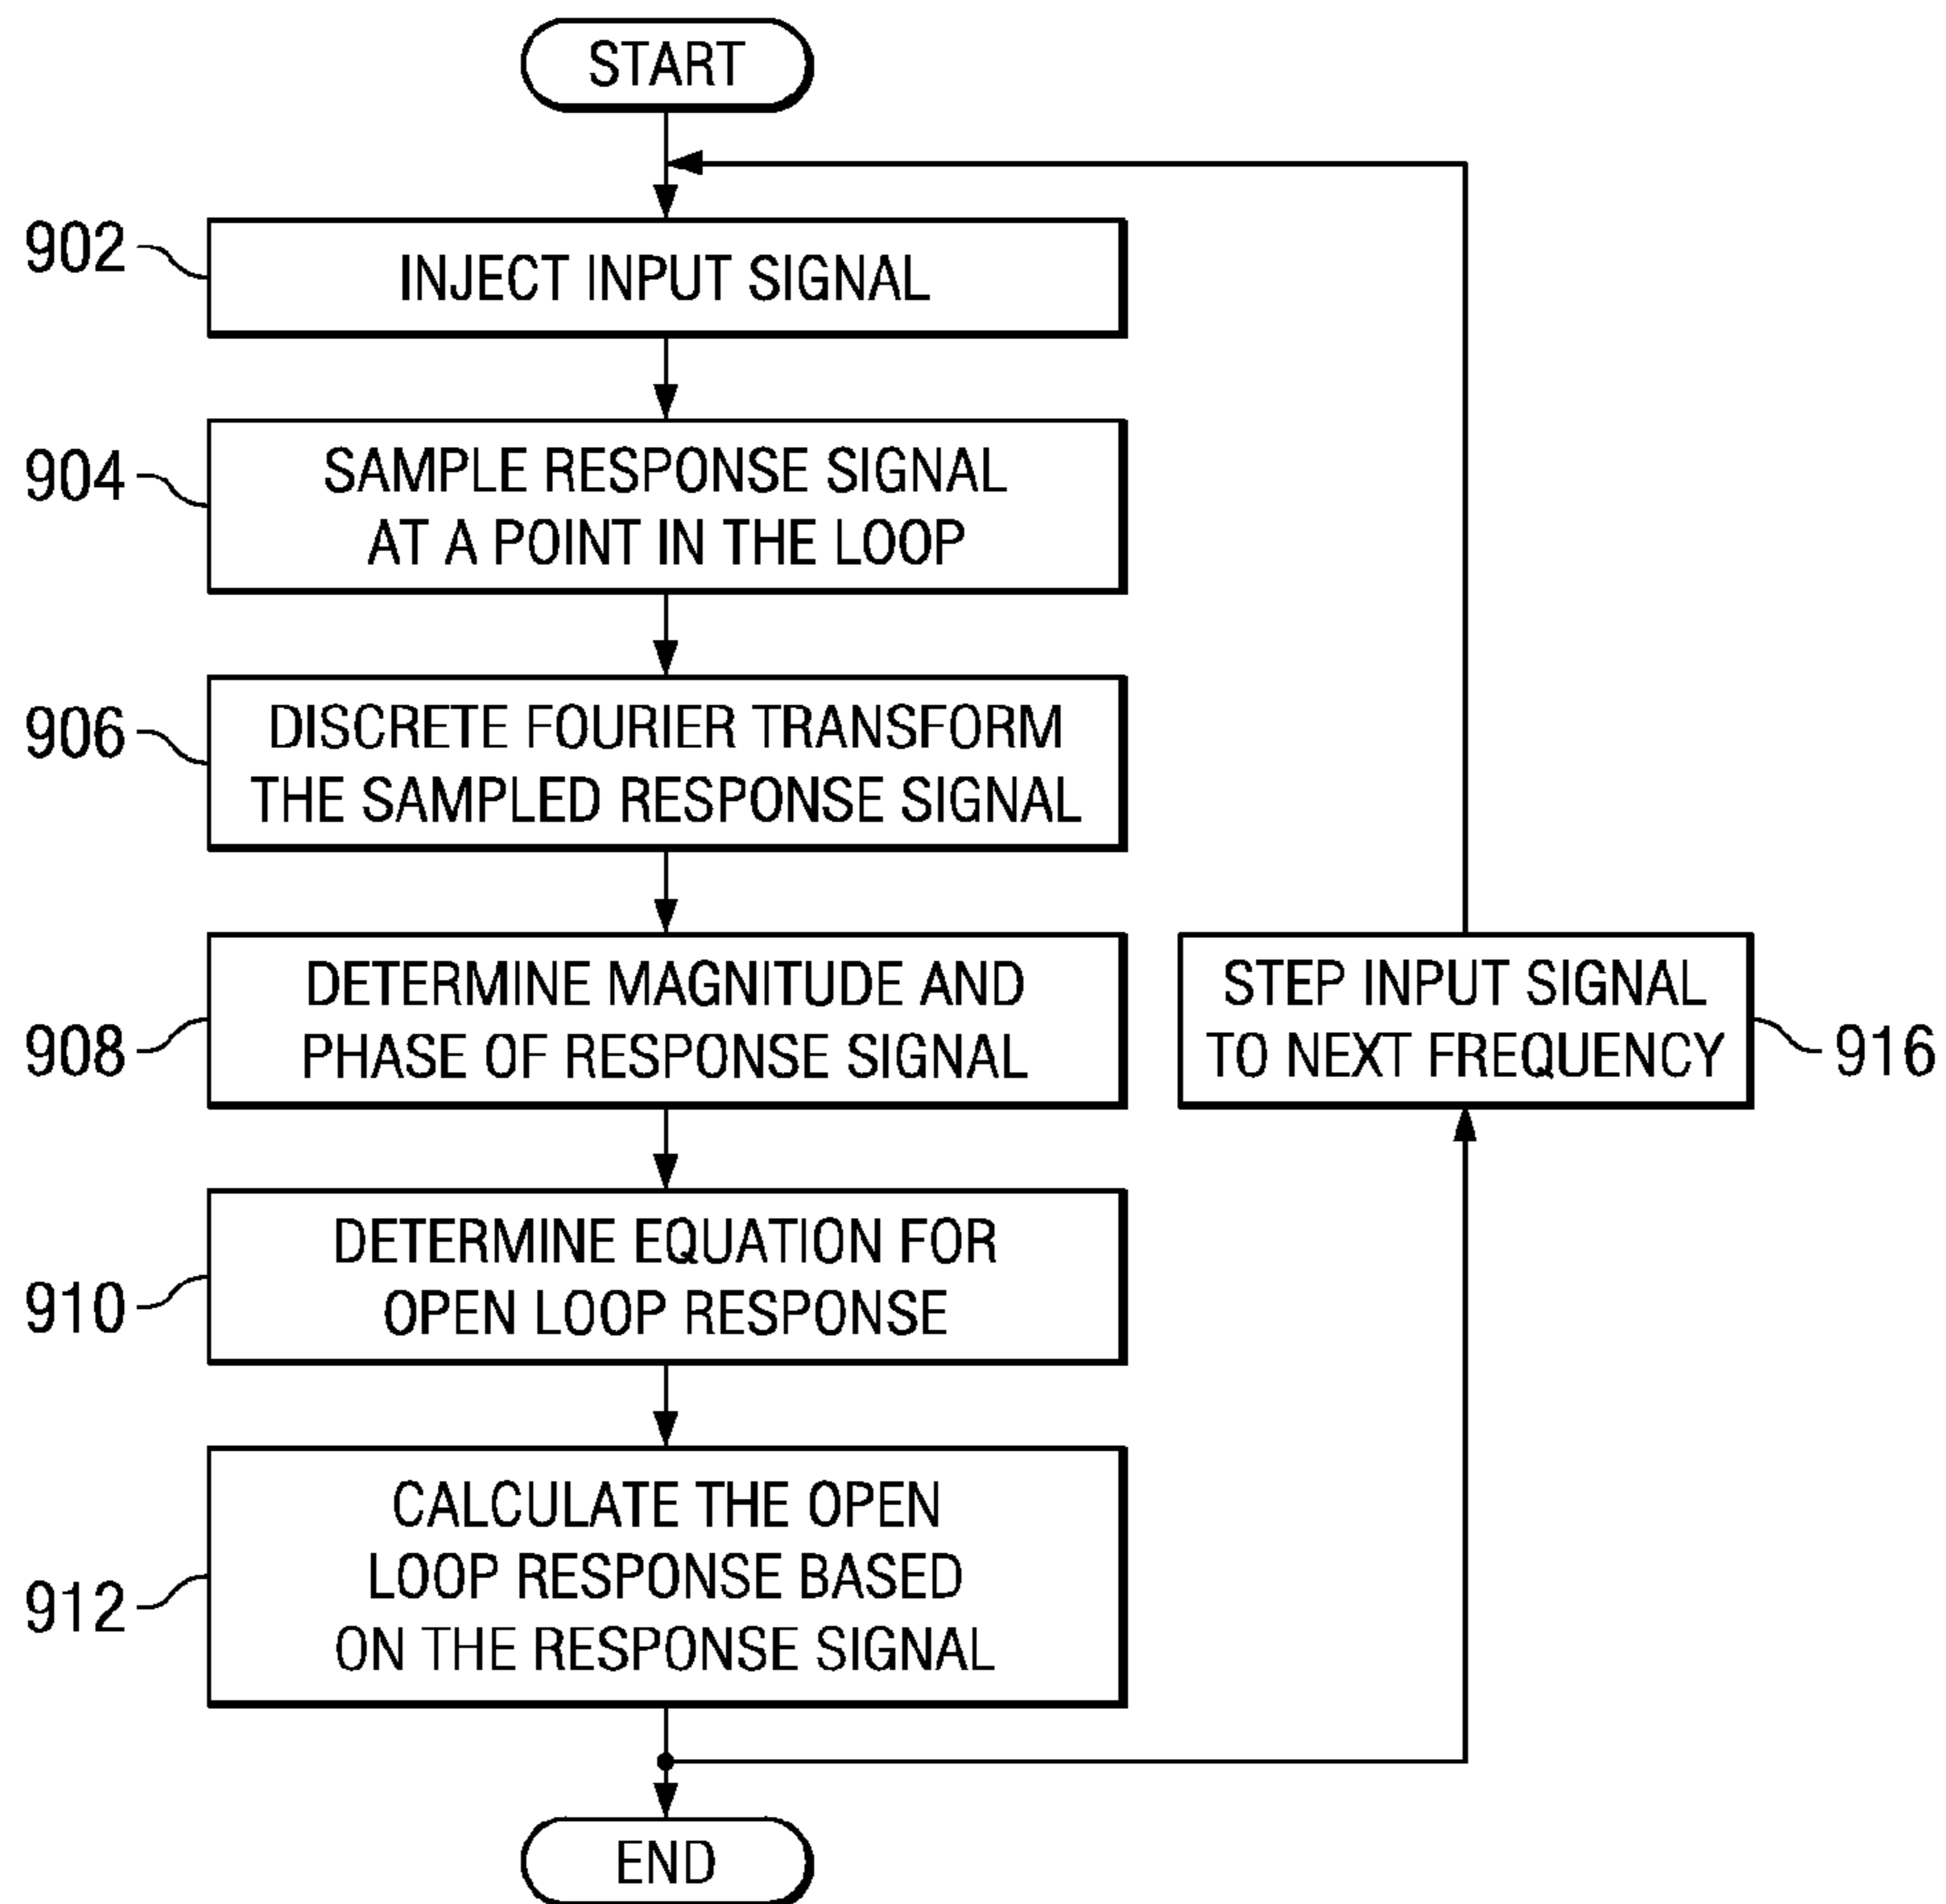 START
902
INJECT INPUT SIGNAL
904
SAMPLE RESPONSE SIGNAL
AT A POINT IN THE LOOP
906
DISCRETE FOURIER TRANSFORM
THE SAMPLED RESPONSE SIGNAL
908
DETERMINE MAGNITUDE AND
PHASE OF RESPONSE SIGNAL
STEP INPUT SIGNAL
TO NEXT FREQUENCY
916
910
DETERMINE EQUATION FOR
OPEN LOOP RESPONSE
912
CALCULATE THE OPEN
LOOP RESPONSE BASED
ON THE RESPONSE SIGNAL
END